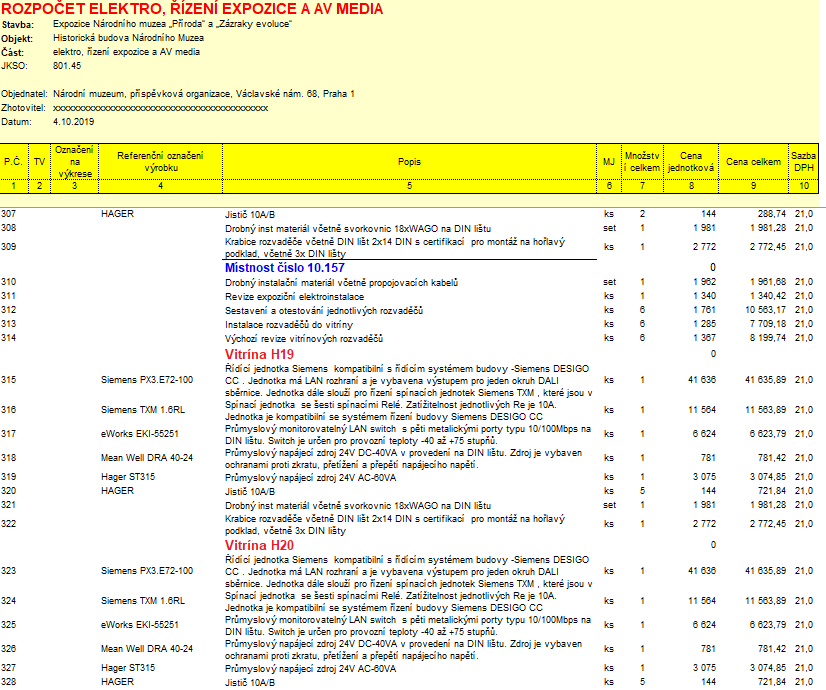 ROZPOČET ELEKTRO, ŘÍZENÍ EXPOZICE A AV MEDIA
Stavba: Expozice Národního muzea „Příroda“ a „Zázraky evoluce“
Objekt: Historická budova Národního Muzea
Část: elektro, řízení expozice a AV media
JKSO: 801.45
Objednatel: Národní muzeum, příspěvková organizace, Václavské nám. 68, Praha 1
Zhotovitel: xxxxxxxxxxxxxxxxxxxxxxxxxxxxxxxxxxxxxxxxxxx
Datum: 4.10.2019
P.Č. TV Označení na výkrese Referenční označení výrobku Popis MJ Množstv í celkem Cena jednotková Cena celkem Sazba DPH
1 2 3 4 5 6 7 8 9 10
307 HAGER Jistič 10A/B ks 2 144 288,74 21,0
308 Drobný inst materiál včetně svorkovnic 18xWAGO na DIN lištu set 1 1 981 1 981,28 21,0
309 Krabice rozvaděče včetně DIN lišt 2x14 DIN s certifikací pro montáž na hořlavý ks 1 2 772 2 772,45 21,0
podklad, včetně 3x DIN lišty
Místnost číslo 10.157 0
310 Drobný instalační materiál včetně propojovacích kabelů set 1 1 962 1 961,68 21,0
311 Revize expoziční elektroinstalace ks 1 1 340 1 340,42 21,0
312 Sestavení a otestování jednotlivých rozvaděčů ks 6 1 761 10 563,17 21,0
313 Instalace rozvaděčů do vitríny ks 6 1 285 7 709,18 21,0
314 Výchozí revize vitrínových rozvaděčů ks 6 1 367 8 199,74 21,0
Vitrína H19 0
Řídící jednotka Siemens kompatibilní s řídícím systémem budovy -Siemens DESIGO
315 Siemens PX3.E72-100 CC . Jednotka má LAN rozhraní a je vybavena výstupem pro jeden okruh DALI ks 1 41 636 41 635,89 21,0
sběrnice. Jednotka dále slouží pro řízení spínacích jednotek Siemens TXM , které jsou v
Spínací jednotka se šesti spínacími Relé. Zatížitelnost jednotlivých Re je 10A.
316 Siemens TXM 1.6RL Jednotka je kompatibilní se systémem řízení budovy Siemens DESIGO CC ks 1 11 564 11 563,89 21,0
317 eWorks EKI-55251 Průmyslový monitorovatelný LAN switch s pěti metalickými porty typu 10/100Mbps na ks 1 6 624 6 623,79 21,0
DIN lištu. Switch je určen pro provozní teploty -40 až +75 stupňů.
318 Mean Well DRA 40-24 Průmyslový napájecí zdroj 24V DC-40VA v provedení na DIN lištu. Zdroj je vybaven ks 1 781 781,42 21,0
ochranami proti zkratu, přetížení a přepětí napájecího napětí.
319 Hager ST315 Průmyslový napájecí zdroj 24V AC-60VA ks 1 3 075 3 074,85 21,0
320 HAGER Jistič 10A/B ks 5 144 721,84 21,0
321 Drobný inst materiál včetně svorkovnic 18xWAGO na DIN lištu set 1 1 981 1 981,28 21,0
322 Krabice rozvaděče včetně DIN lišt 2x14 DIN s certifikací pro montáž na hořlavý ks 1 2 772 2 772,45 21,0
podklad, včetně 3x DIN lišty
Vitrína H20 0
Řídící jednotka Siemens kompatibilní s řídícím systémem budovy -Siemens DESIGO
323 Siemens PX3.E72-100 CC . Jednotka má LAN rozhraní a je vybavena výstupem pro jeden okruh DALI ks 1 41 636 41 635,89 21,0
sběrnice. Jednotka dále slouží pro řízení spínacích jednotek Siemens TXM , které jsou v
Spínací jednotka se šesti spínacími Relé. Zatížitelnost jednotlivých Re je 10A.
324 Siemens TXM 1.6RL Jednotka je kompatibilní se systémem řízení budovy Siemens DESIGO CC ks 1 11 564 11 563,89 21,0
325 eWorks EKI-55251 Průmyslový monitorovatelný LAN switch s pěti metalickými porty typu 10/100Mbps na ks 1 6 624 6 623,79 21,0
DIN lištu. Switch je určen pro provozní teploty -40 až +75 stupňů.
326 Mean Well DRA 40-24 Průmyslový napájecí zdroj 24V DC-40VA v provedení na DIN lištu. Zdroj je vybaven ks 1 781 781,42 21,0
ochranami proti zkratu, přetížení a přepětí napájecího napětí.
327 Hager ST315 Průmyslový napájecí zdroj 24V AC-60VA ks 1 3 075 3 074,85 21,0
328 HAGER Jistič 10A/B ks 5 144 721,84 21,0